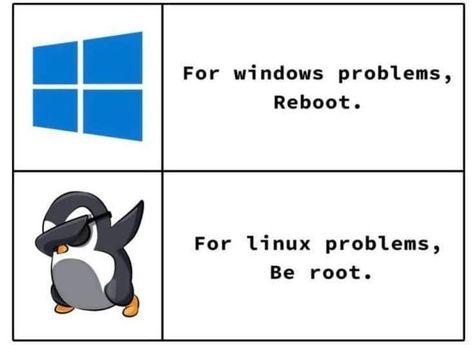 For windows problems,
Reboot.
For linux problems,
Be root.